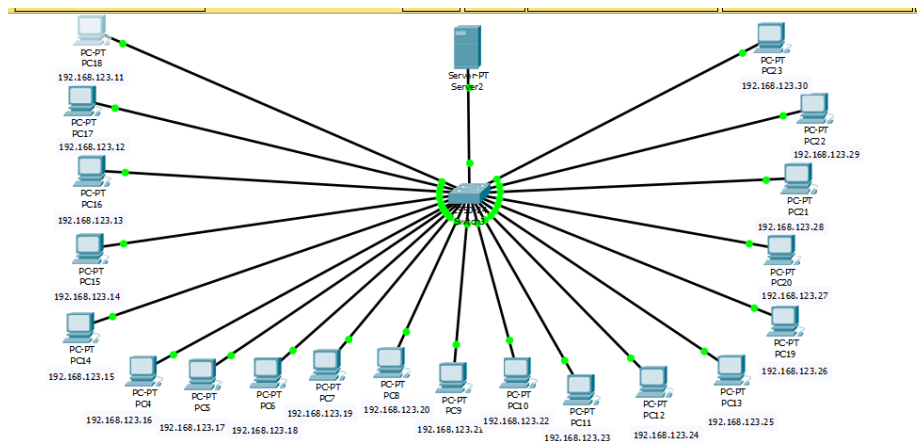 PC-PT
PC18
192.168.123.11
Server-PT
Server2
PC-PT
PC23
192.168.123.30
PC-PT
PC17
192.168.123.12
PC-PT
PC22
192.168.123.29
PC-PT
PC16
192.168.123.13
PC-PT
PC21
192.168.123.28
PC-PT
PC15
192.168.123.14
PC-PT
PC20
192.168.123.27
PC-PT
PC14
192.168.123.15
PC-PT
PC19
192.168.123.26
PC-PT
PC4
192.168.123.16
PC-PT
PC5
192.168.123.17
PC-PT
PC6
192.168.123.18
PC-PT
PC7
192.168.123.19
PC-PT
PC8
192.168.123.20
PC-PT
PC9
192.168.123.21
PC-PT
PC10
192.168.123.22
PC-PT
PC11
192.168.123.23
PC-PT
PC12
192.168.123.24
PC-PT
PC13
192.168.123.25